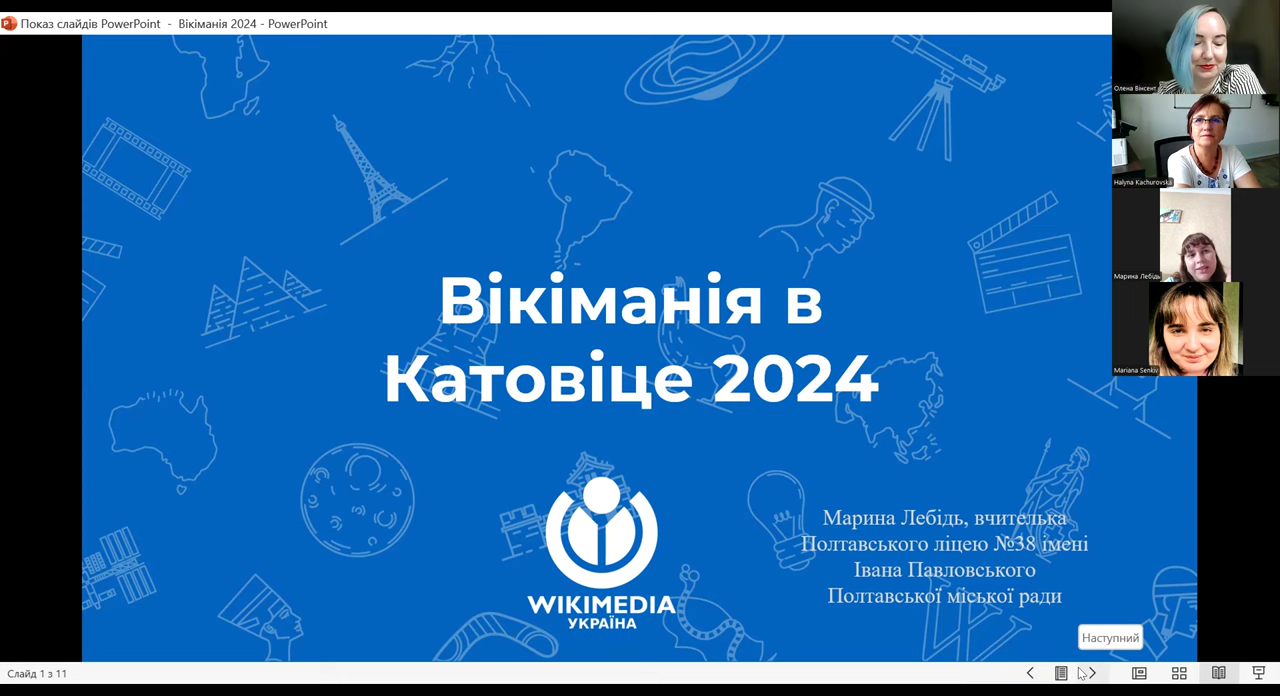 Показ слайдів PowerPoint - Вікіманія 2024 - PowerPoint
Олена Вінсент
Halyna Kachurovska
Марина Лебідь
Mariana Senkiv
Вікіманія в
Катовіце 2024
WIKIMEDIA
УКРАЇНА
Марина Лебідь, вчителька
Полтавського ліцею №38 імені
Івана Павловського
Полтавської міської ради
Наступний
Слайд 1 з 11